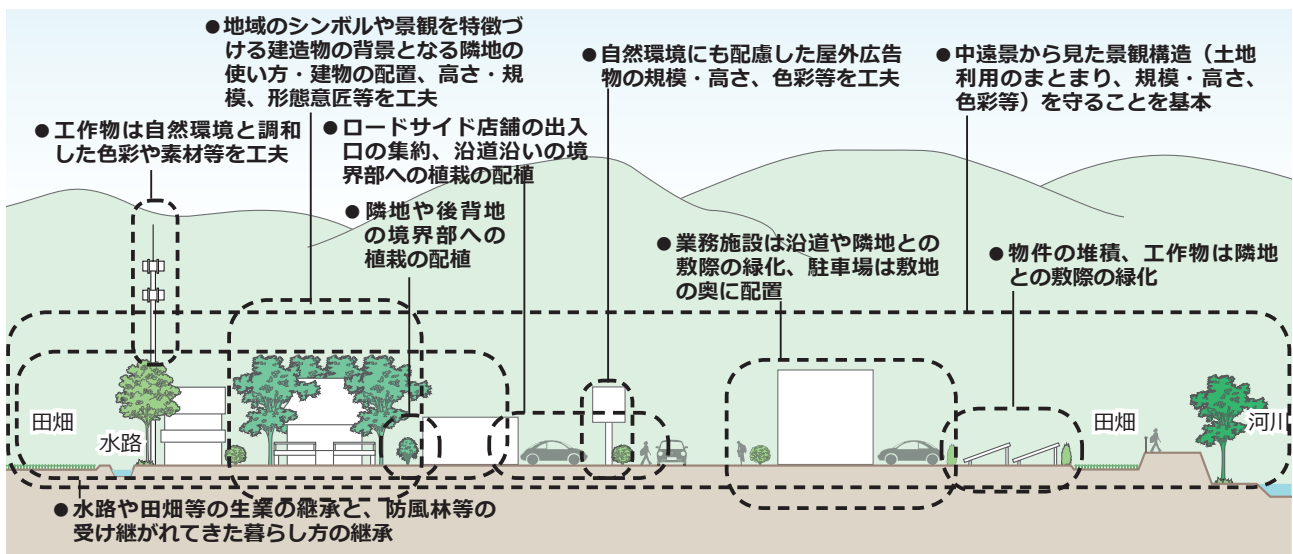 ●地域のシンボルや景観を特徴づ
ける建造物の背景となる隣地の
使い方・建物の配置、高さ・規
模、形態意匠等を工夫
●自然環境にも配慮した屋外広告
物の規模・高さ、色彩等を工夫
●中遠景から見た景観構造（土地
利用のまとまり、規模・高さ、
色彩等）を守ることを基本
●工作物は自然環境と調和
した色彩や素材等を工夫
●ロードサイド店舗の出入
口の集約、沿道沿いの境
界部への植栽の配植
●隣地や後背地
の境界部への
植栽の配植
●業務施設は沿道や隣地との
敷際の緑化、駐車場は敷地
の奥に配置
●物件の堆積、工作物は隣地
との敷際の緑化
田畑
水路
田畑
河川
●水路や田畑等の生業の継承と、防風林等の
受け継がれてきた暮らし方の継承